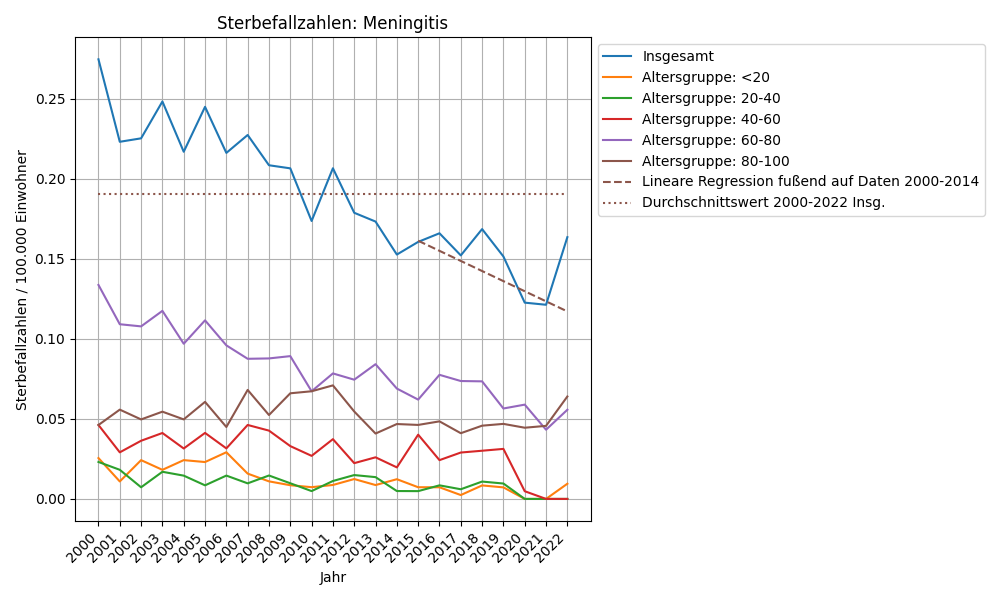 Sterbefallzahlen: Meningitis
Sterbefallzahlen / 100.000 Einwohner
0.25
0.20
0.15
0.10
0.05
0.00
2000
2001
2002
2003
2004
2005
2006
2007
2008
2009
2010
2011
2012
2013
2014
2015
2016
2017
2018
2019
2020
2021
2022
Jahr
Insgesamt
Altersgruppe: <20
Altersgruppe: 20-40
Altersgruppe: 40-60
Altersgruppe: 60-80
Altersgruppe: 80-100
Lineare Regression fußend auf Daten 2000-2014
Durchschnittswert 2000-2022 Insg.